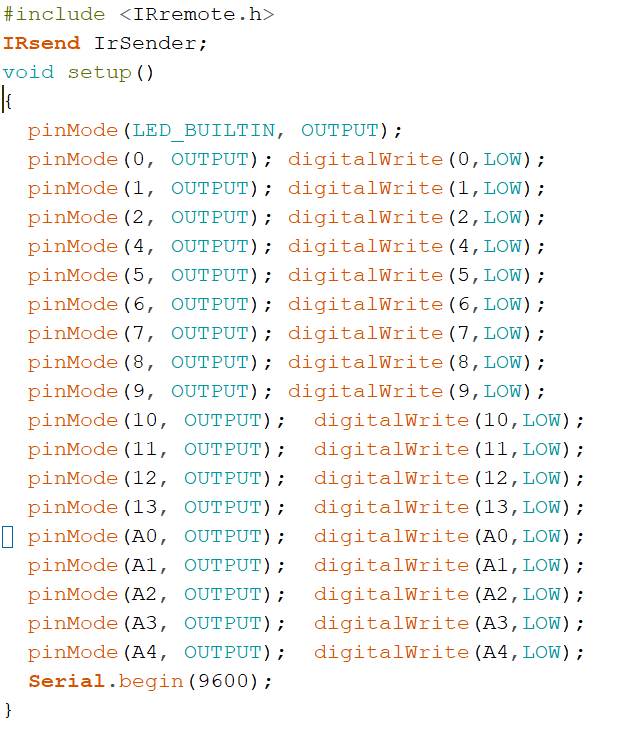 #include <IRremote.h>
IRsend IrSender;
void setup()
{
  pinMode(LED_BUILTIN, OUTPUT);
  pinMode(0, OUTPUT); digitalWrite(0,LOW);
  pinMode(1, OUTPUT); digitalWrite(1,LOW);
  pinMode(2, OUTPUT); digitalWrite(2,LOW);
  pinMode(4, OUTPUT); digitalWrite(4,LOW);
  pinMode(5, OUTPUT); digitalWrite(5,LOW);
  pinMode(6, OUTPUT); digitalWrite(6,LOW);
  pinMode(7, OUTPUT); digitalWrite(7,LOW);
  pinMode(8, OUTPUT); digitalWrite(8,LOW);
  pinMode(9, OUTPUT); digitalWrite(9,LOW);
  pinMode(10, OUTPUT);  digitalWrite(10,LOW);
  pinMode(11, OUTPUT);  digitalWrite(11,LOW);
  pinMode(12, OUTPUT);  digitalWrite(12,LOW);
  pinMode(13, OUTPUT);  digitalWrite(13,LOW);
  pinMode(A0, OUTPUT);  digitalWrite(A0,LOW);
  pinMode(A1, OUTPUT);  digitalWrite(A1,LOW);
  pinMode(A2, OUTPUT);  digitalWrite(A2,LOW);
  pinMode(A3, OUTPUT);  digitalWrite(A3,LOW);
  pinMode(A4, OUTPUT);  digitalWrite(A4,LOW);
  Serial.begin(9600);
}